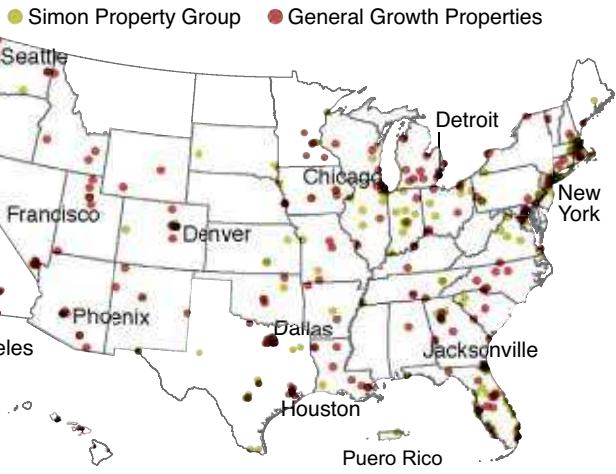 Simon Property Group General Growth Properties
Seattle
Detroit
Chicago
New
York
Francisco
Denver
Phoenix
Dallas
eles
Jacksonville
Houston
Puero Rico